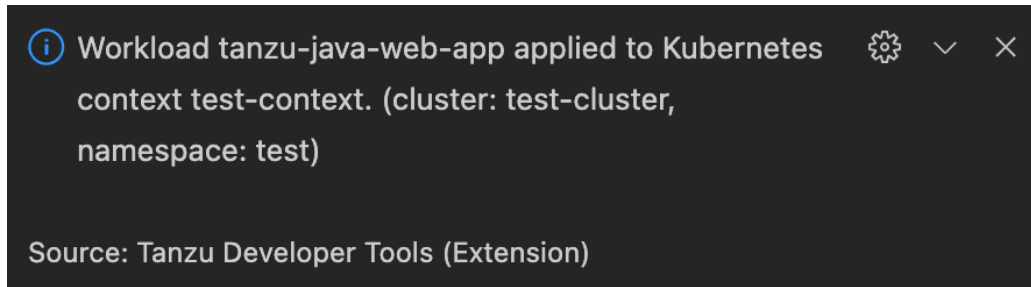 Workload tanzu-java-web-app applied to Kubernetes
context test-context. (cluster: test-cluster,
namespace: test)
Source: Tanzu Developer Tools (Extension)